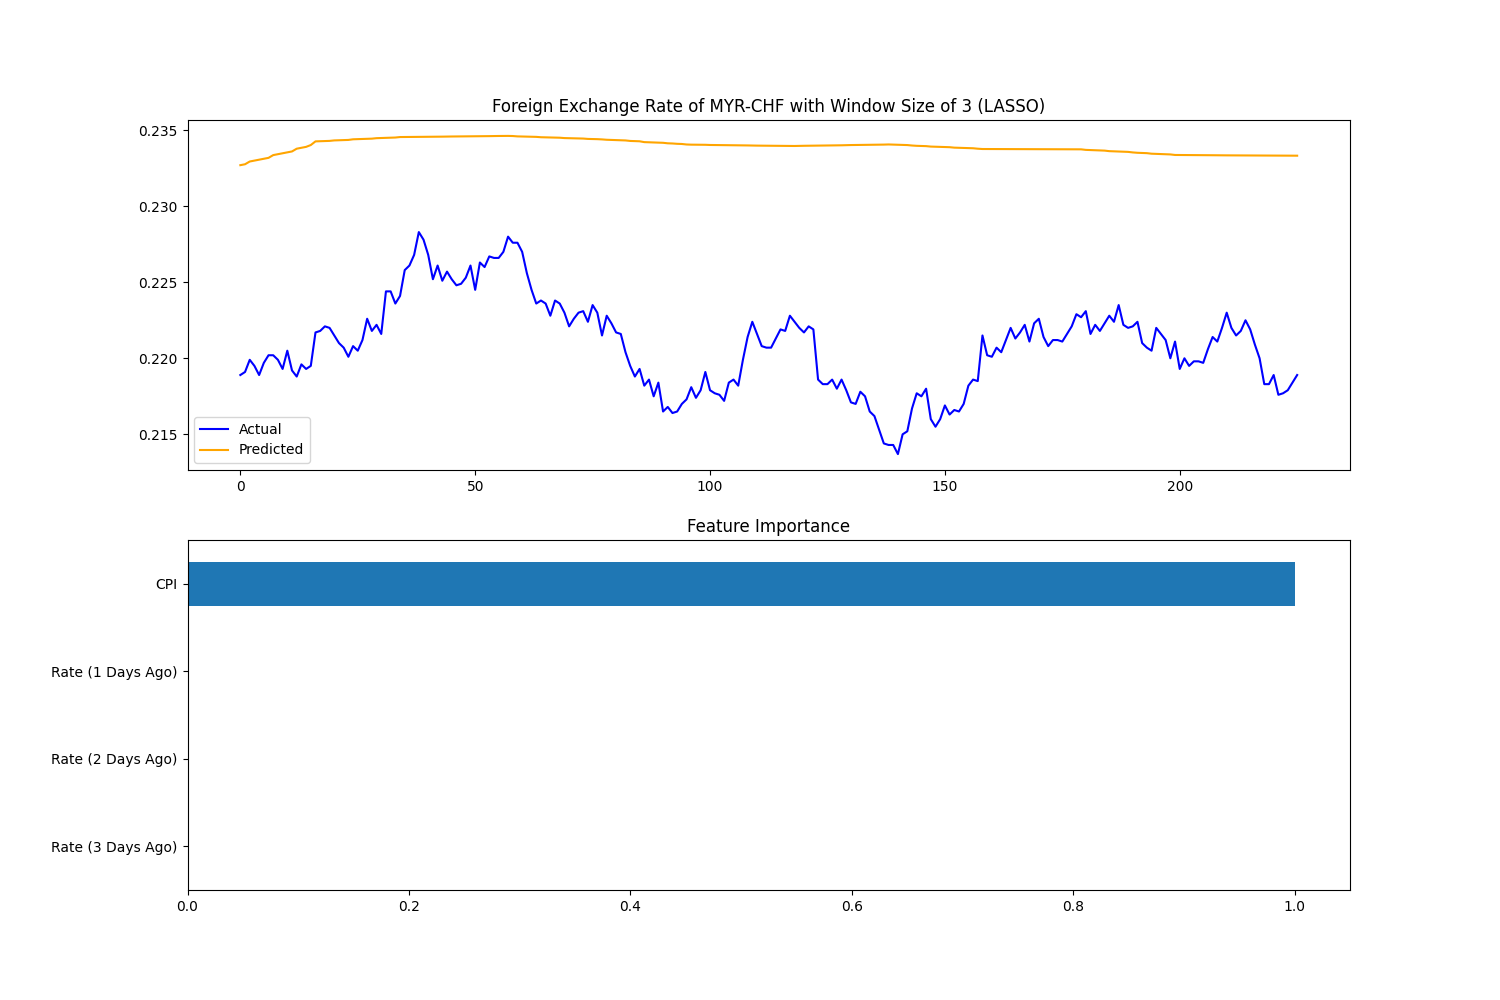 Foreign Exchange Rate of MYR-CHF with Window Size of 3 (LASSO)
0.235
0.230
0.225
0.220
0.215
Actual
Predicted
0
50
100
150
200
Feature Importance
CPI
Rate (1 Days Ago)
Rate (2 Days Ago)
Rate (3 Days Ago)
0.0
0.2
0.4
0.6
0.8
1.0